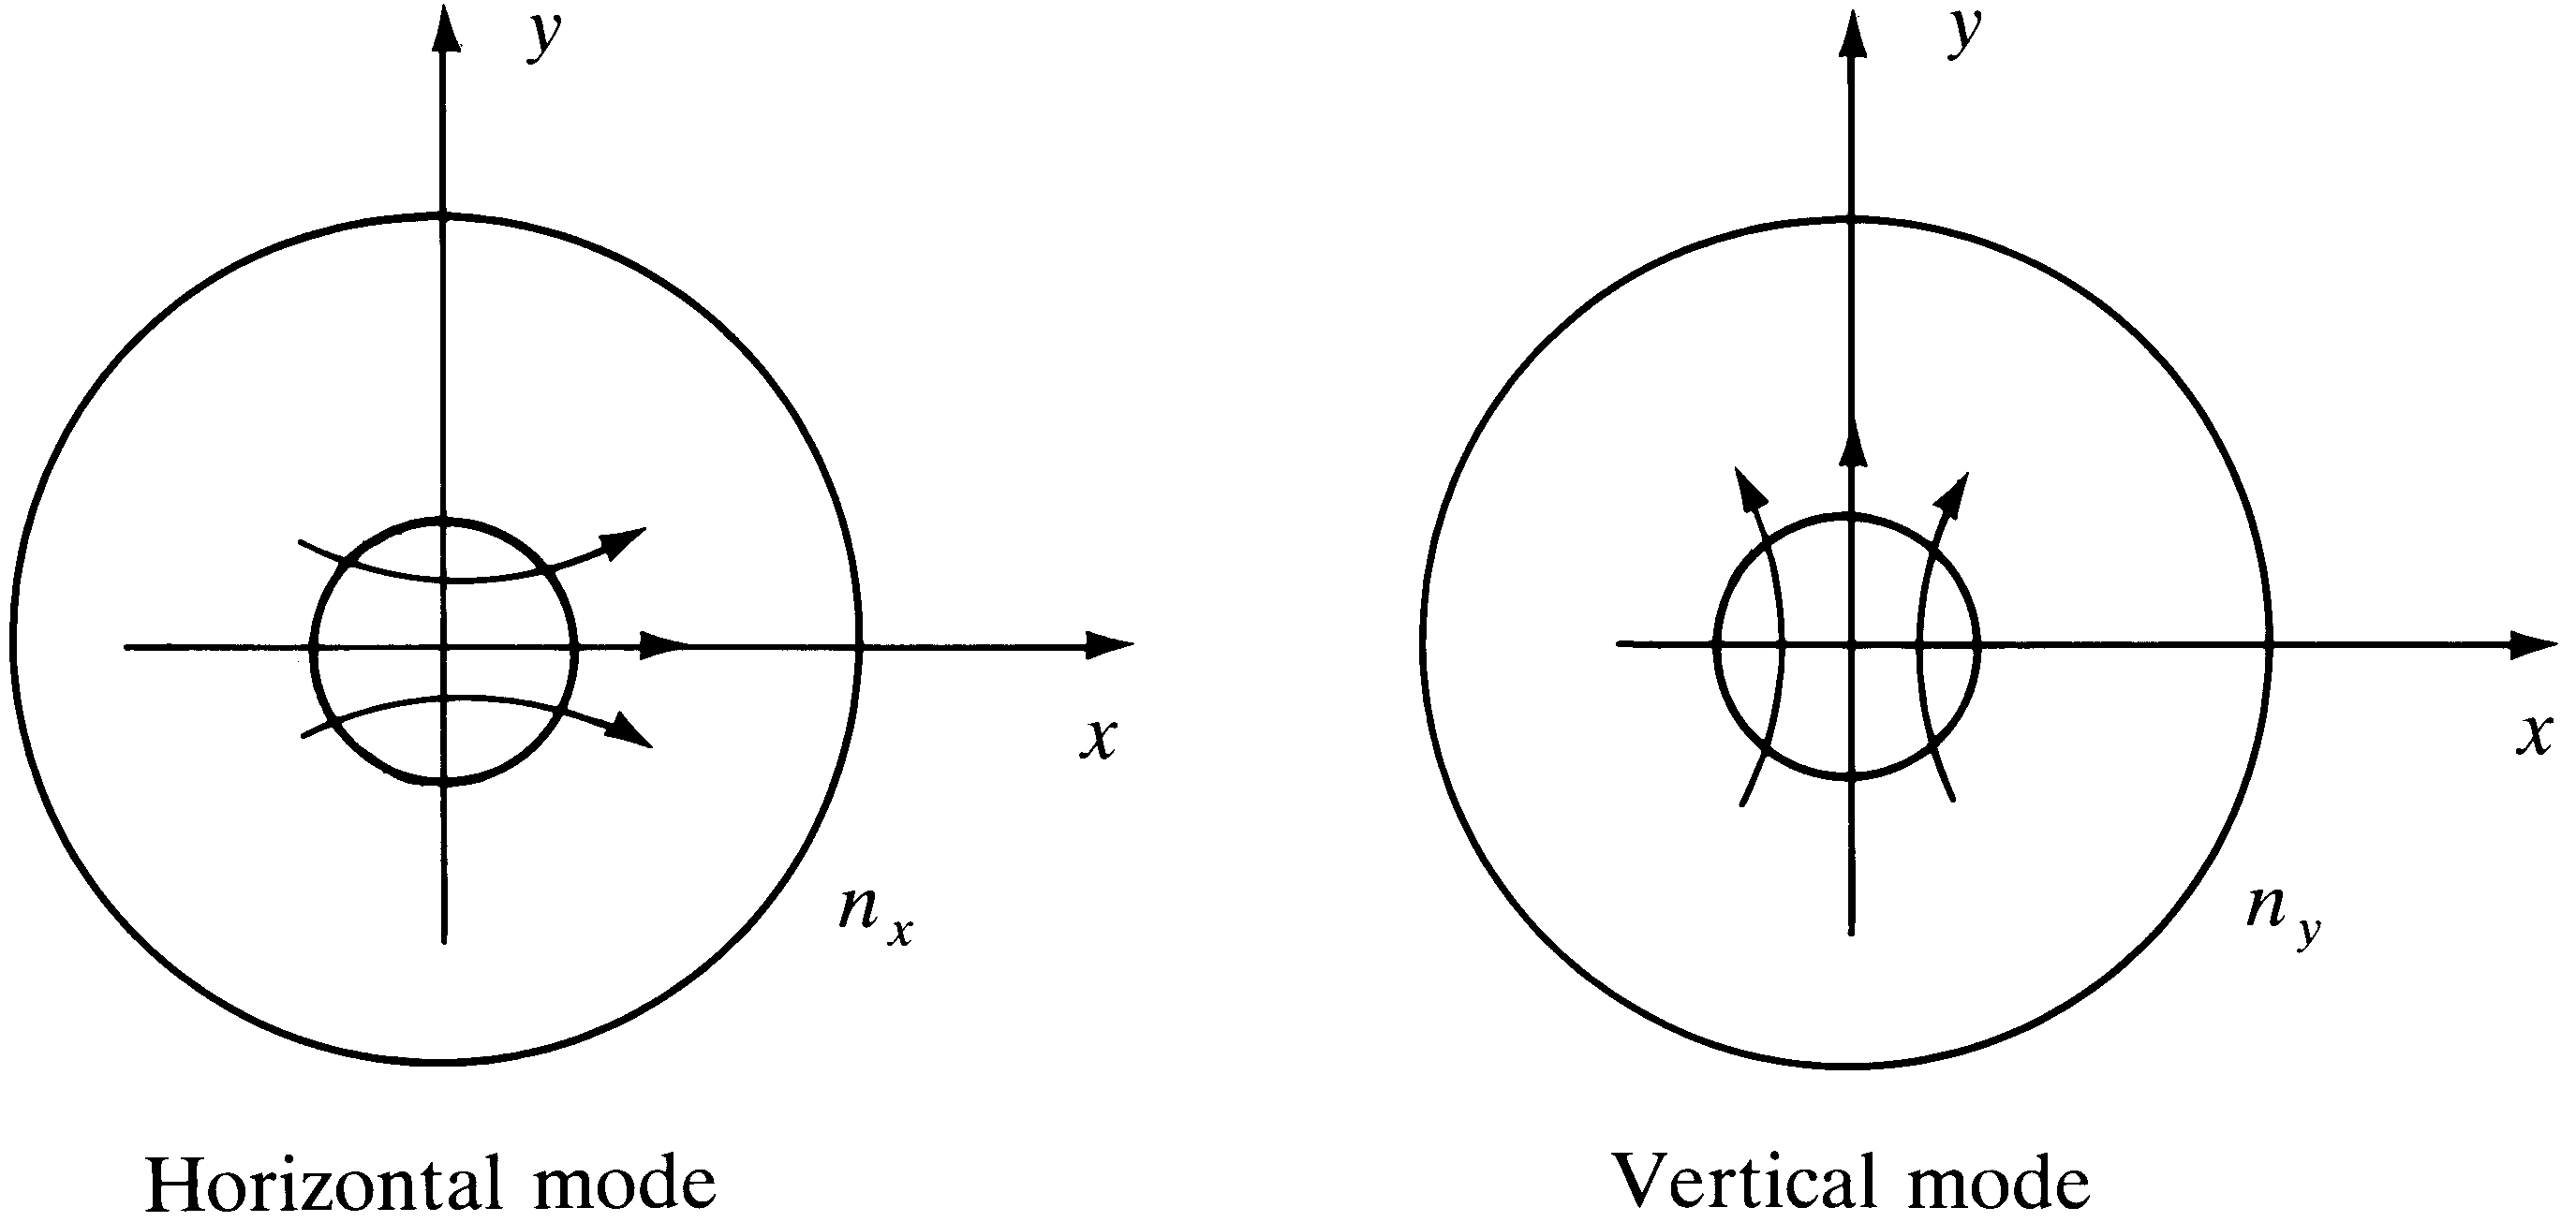 y
x
n x
Horizontal mode
y
x
n y
Vertical mode